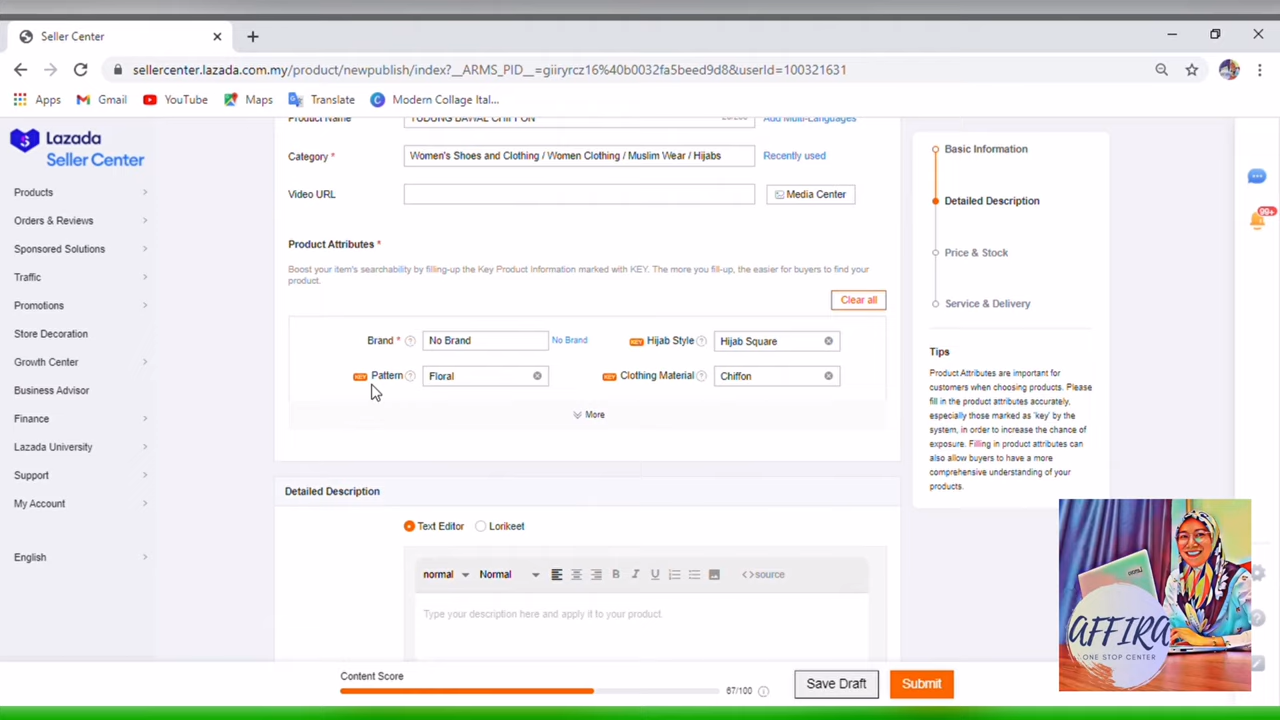 Seller Center
sellercenter.lazada.com.my/product/newpublish/index?__ARMS_PID__=giiryrcz16%40b0032fa5beed9d8&userId=100321631
Apps Gmail YouTube Maps Translate Modern Collage Ital...
Lazada
Seller Center
Products
Orders & Reviews
Sponsored Solutions
Traffic
Promotions
Store Decoration
Growth Center
Business Advisor
Finance
Lazada University
Support
My Account
English
Product Name TUDUNG BAWAL CHIFFON Add Multi-Languages
Category * Women's Shoes and Clothing / Women Clothing / Muslim Wear / Hijabs Recently used
Video URL Media Center
Product Attributes *
Boost your item's searchability by filling-up the Key Product Information marked with KEY. The more you fill-up, the easier for buyers to find your
product.
Clear all
Brand * ? No Brand No Brand KEY Hijab Style ? Hijab Square
KEY Pattern ? Floral KEY Clothing Material ? Chiffon
More
Detailed Description
Text Editor Lorikeet
normal Normal B I U <>source
Type your description here and apply it to your product
Content Score
67/100
Save Draft Submit
Basic Information
Detailed Description
Price & Stock
Service & Delivery
Tips
Product Attributes are important for
customers when choosing products. Please
fill in the product attributes accurately,
especially those marked as 'key' by the
system, in order to increase the chance of
exposure. Filling in product attributes can
also allow buyers to have a more
comprehensive understanding of your
products.
99+
AFFIRA
ONE STOP CENTER